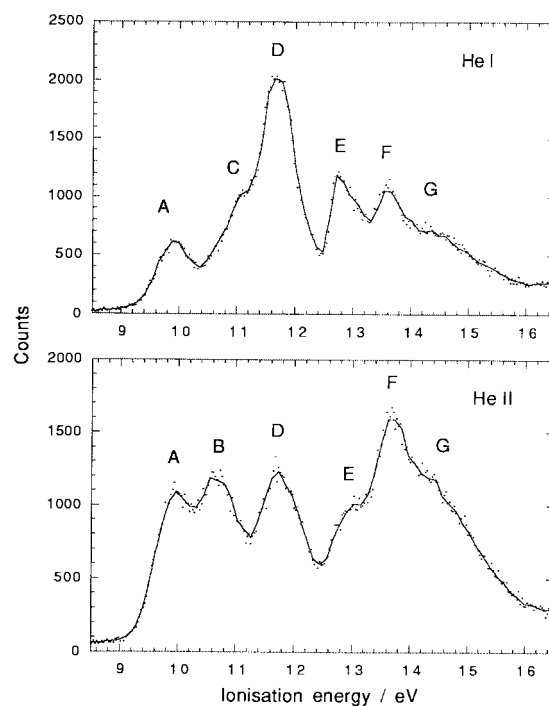 2500
2000
1500
1000
500
0
D
He I
E
F
C
A
G
9 10 11 12 13 14 15 16
Counts
2000
1500
1000
500
0
F
He II
G
D
B
A
E
9 10 11 12 13 14 15 16
Ionisation energy / eV